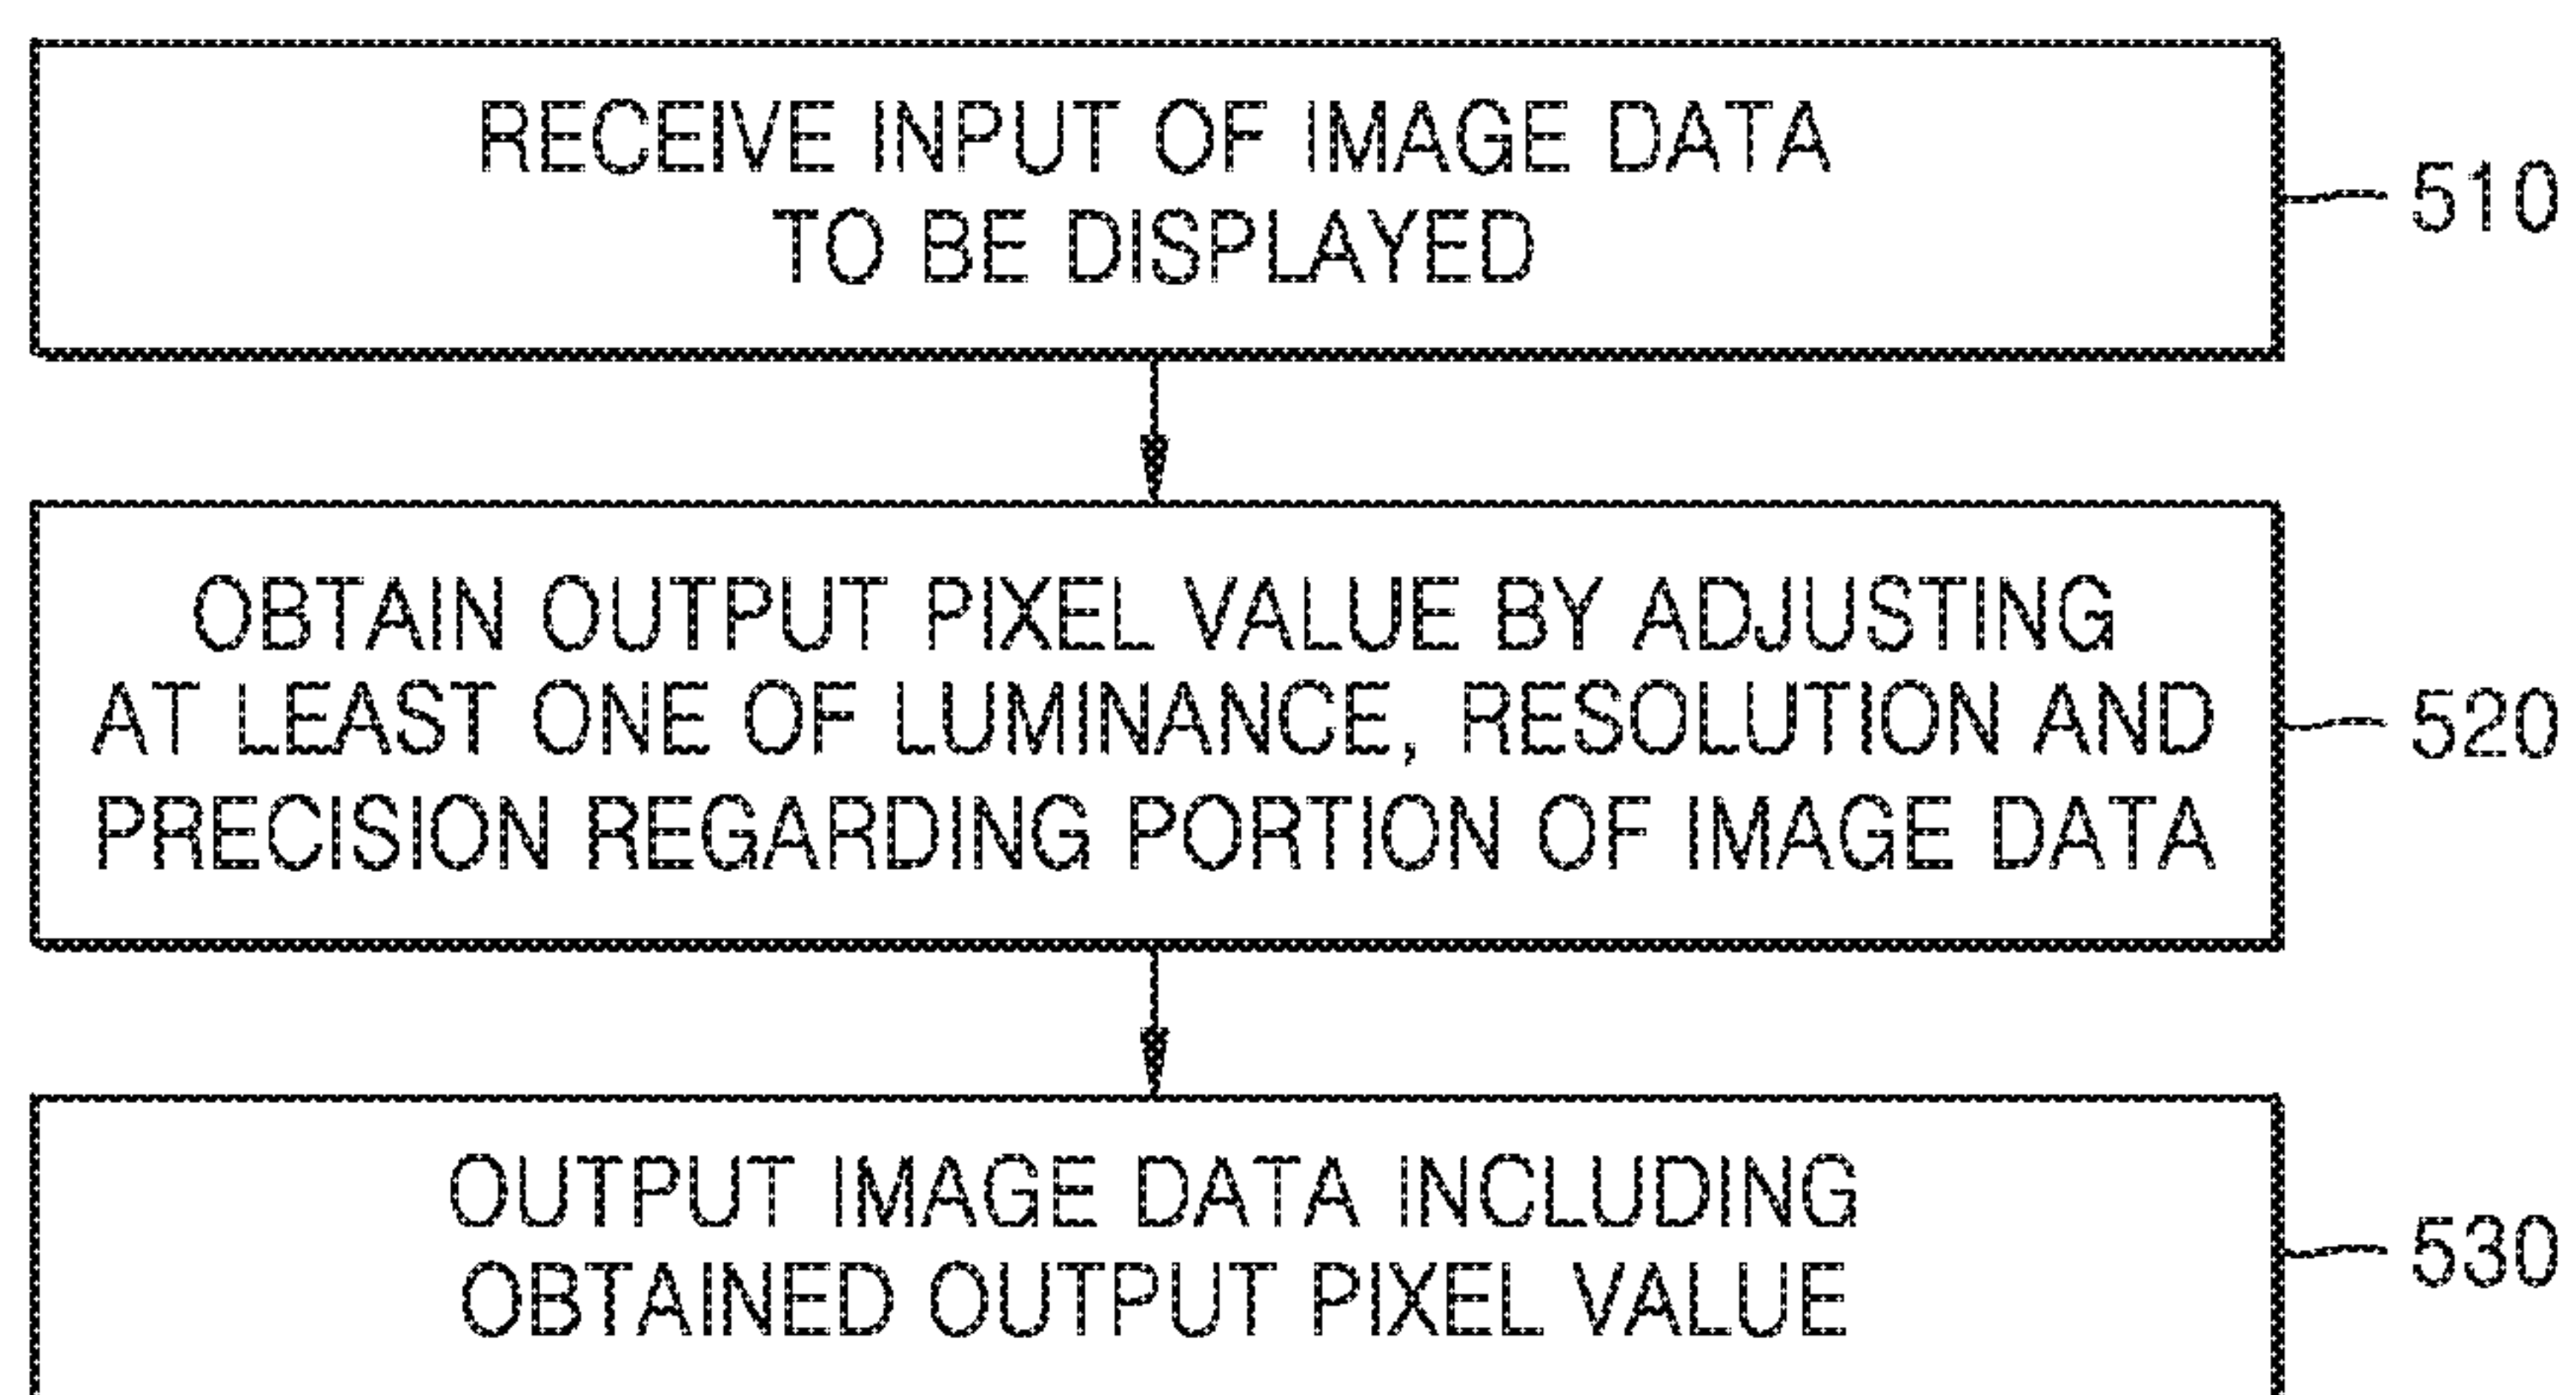 RECEIVE INPUT OF IMAGE DATA
TO BE DISPLAYED
510
OBTAIN OUTPUT PIXEL VALUE BY ADJUSTING
AT LEAST ONE OF LUMINANCE, RESOLUTION AND
PRECISION REGARDING PORTION OF IMAGE DATA
520
OUTPUT IMAGE DATA INCLUDING
OBTAINED OUTPUT PIXEL VALUE
530